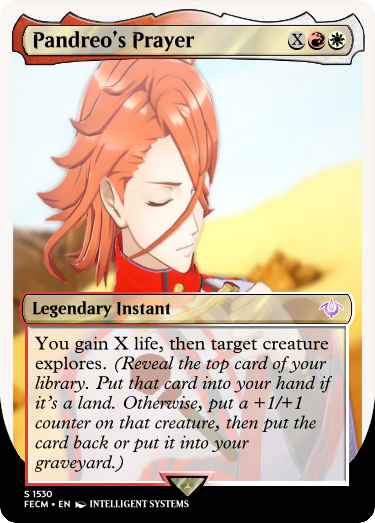 Pandreo's Prayer X
Legendary Instant
You gain X life, then target creature
explores. (Reveal the top card of your
library. Put that card into your hand if
it's a land. Otherwise, put a +1/+1
counter on that creature, then put the
card back or put it into your
graveyard.)
S 1530
FECM • EN INTELLIGENT SYSTEMS